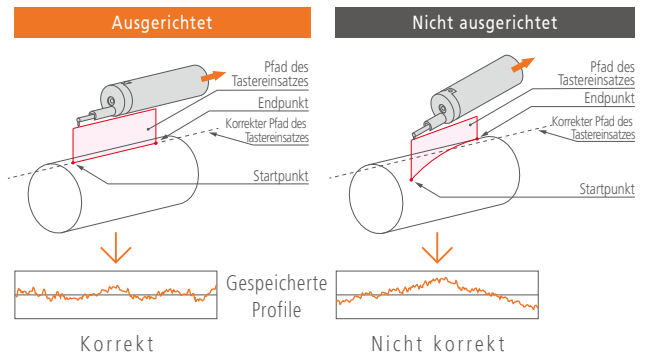 Ausgerichtet
Pfad des
Tastereinsatzes
Endpunkt
Korrekter Pfad des
Tastereinsatzes
Startpunkt
Korrekt
Nicht ausgerichtet
Pfad des
Tastereinsatzes
Endpunkt
Korrekter Pfad des
Tastereinsatzes
Startpunkt
Gespeicherte
Profile
Nicht korrekt